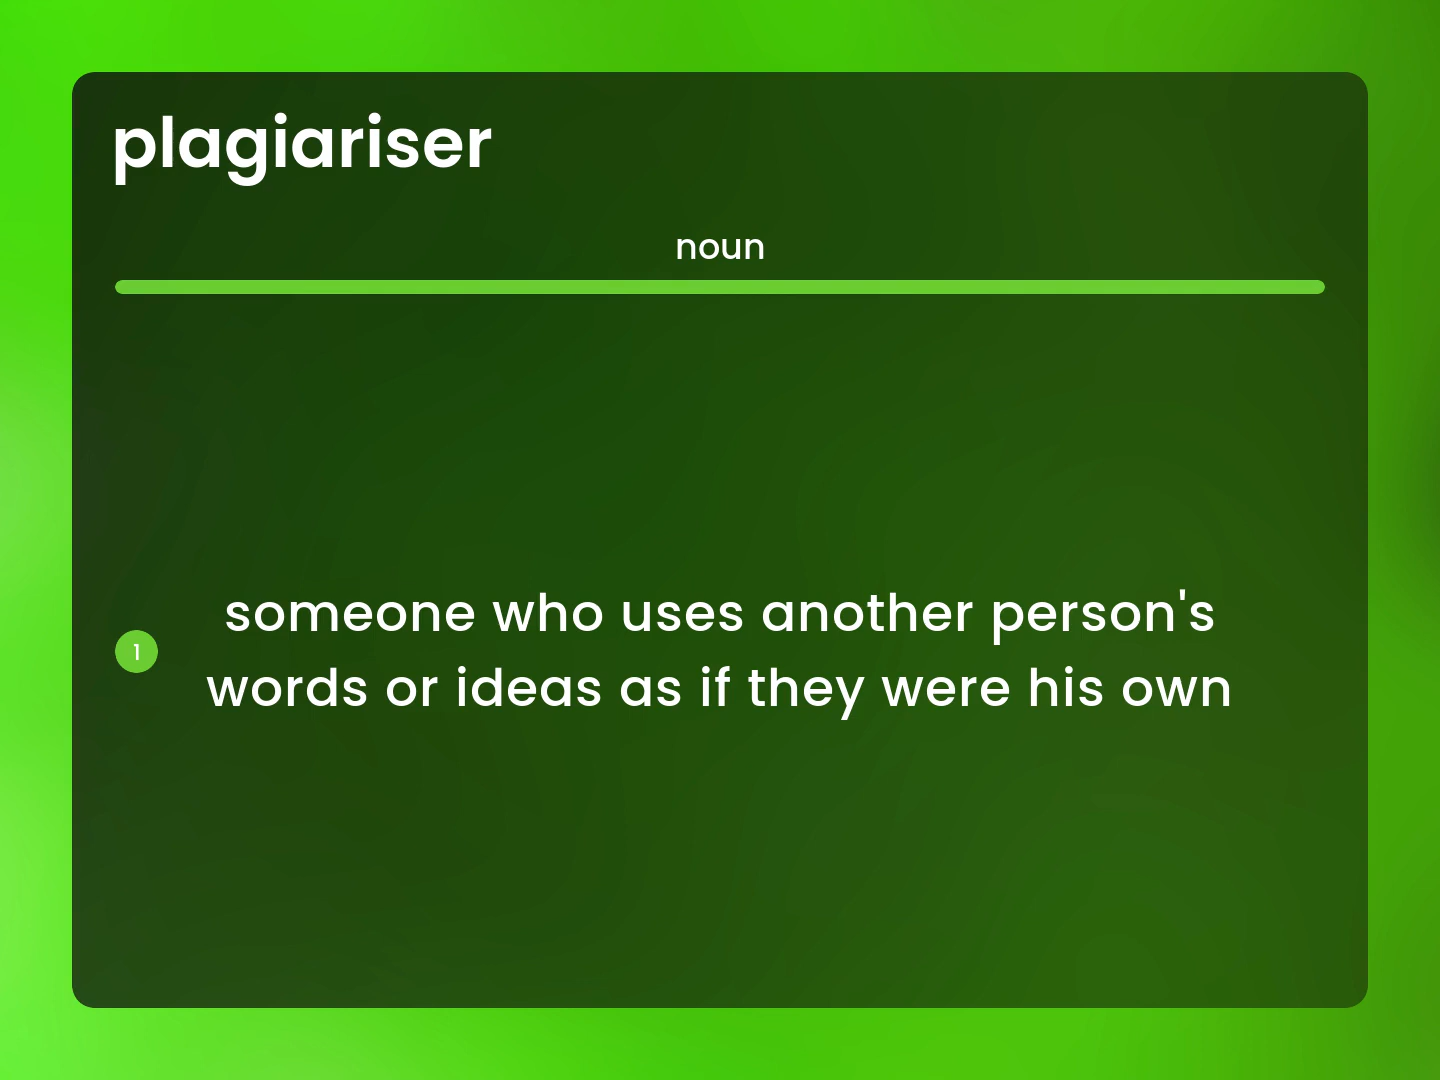 plagiariser
noun
1
someone who uses another person's
words or ideas as if they were his own